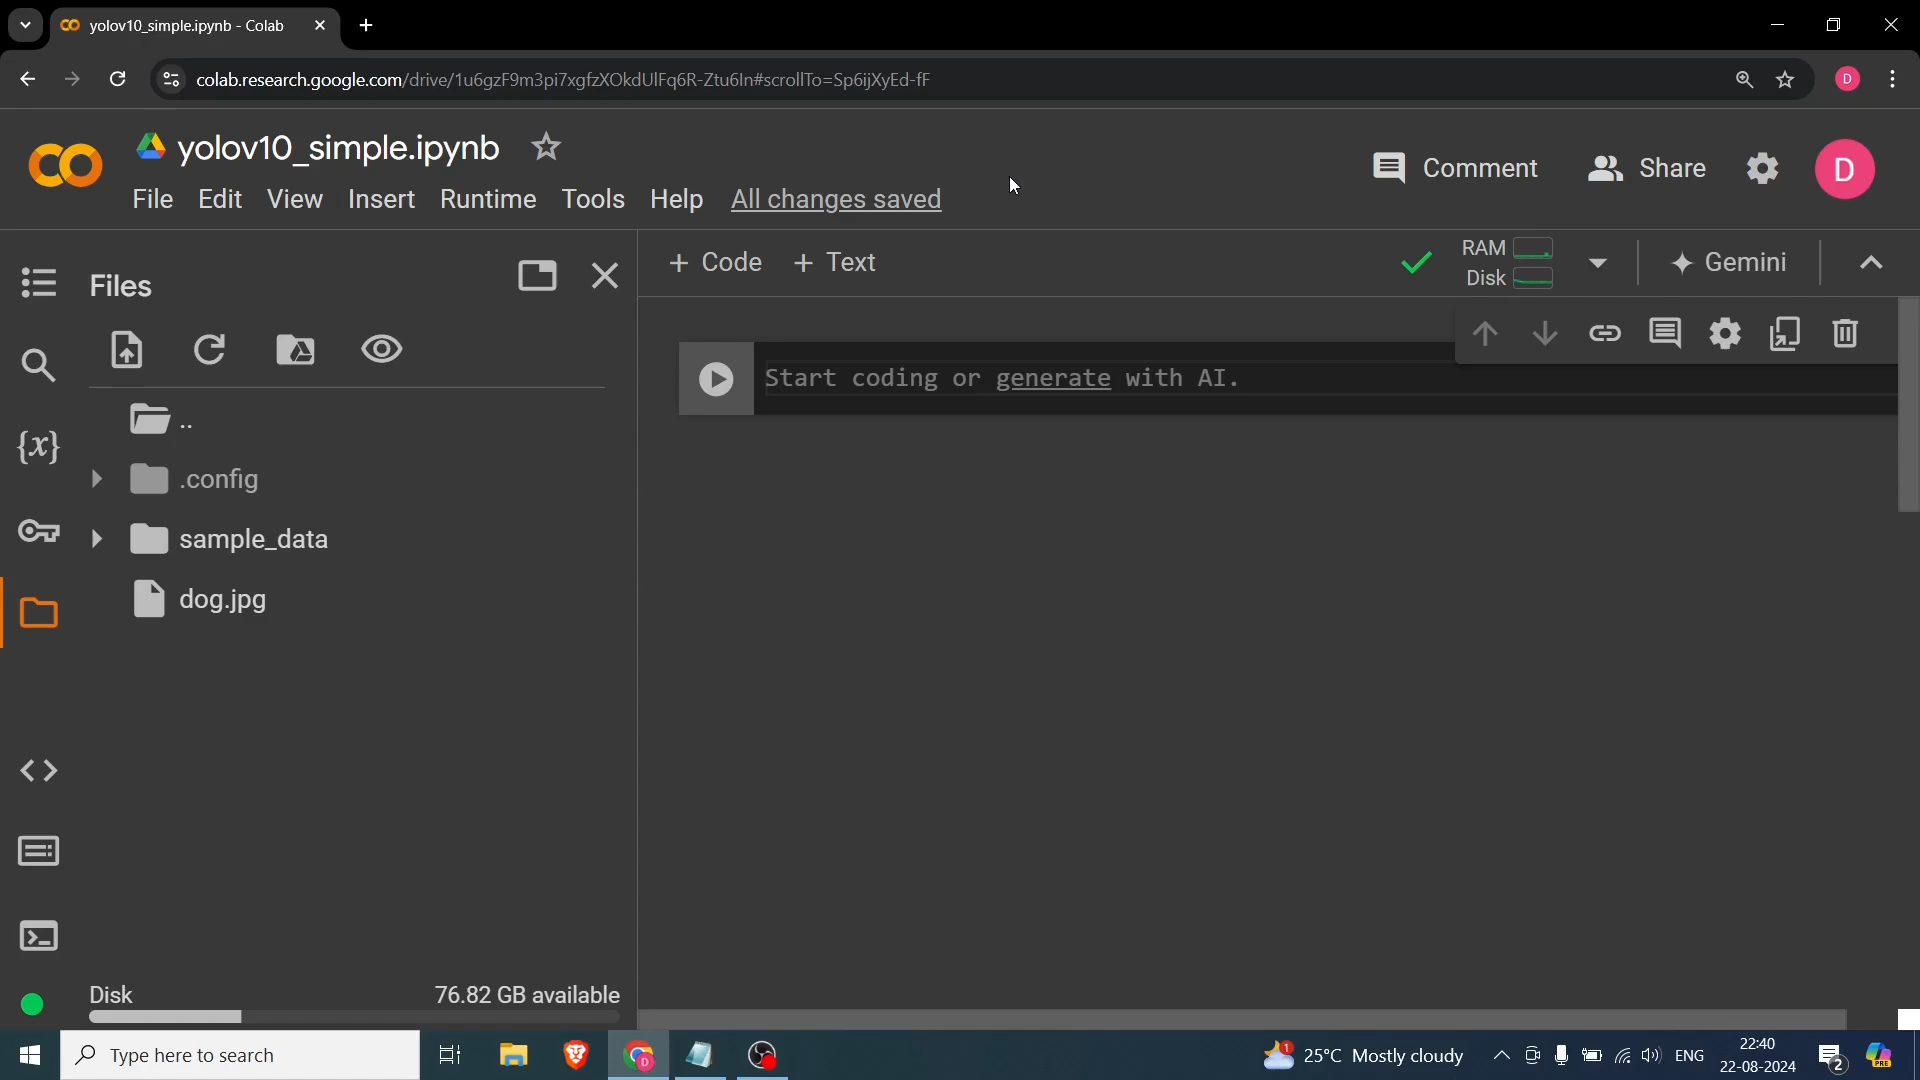 yolov10_simple.ipynb - Colab
colab.research.google.com/drive/1u6gzF9m3pi7xgfzXOkdUlFq6R-Ztu6In#scrollTo=Sp6ijXyEd-fF
D
yolov10_simple.ipynb
Comment
Share
D
File Edit View Insert Runtime Tools Help All changes saved
Files
+ Code + Text
RAM
Disk
Gemini
{x}
Start coding or generate with AI.
..
.config
sample_data
dog.jpg
Disk 76.82 GB available
Type here to search
D
1
25°C Mostly cloudy
ENG
22:40
22-08-2024
2
PRE